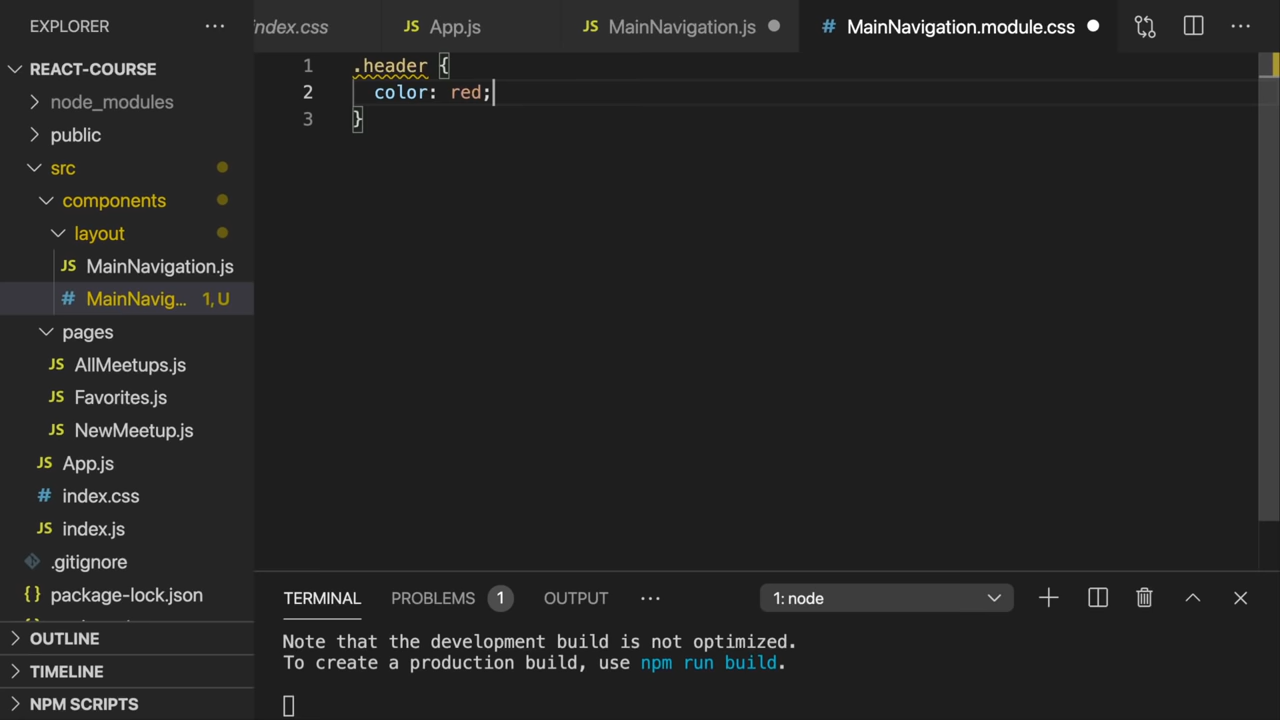 EXPLORER
index.css
App.js
MainNavigation.js
MainNavigation.module.css
REACT-COURSE
node_modules
public
src
components
layout
JS MainNavigation.js
# MainNavig... 1, U
pages
JS AllMeetups.js
JS Favorites.js
JS NewMeetup.js
JS App.js
# index.css
JS index.js
.gitignore
{} package-lock.json
OUTLINE
TIMELINE
NPM SCRIPTS
1 .header {
2 color: red;
3 }
TERMINAL PROBLEMS 1 OUTPUT ... 1: node
Note that the development build is not optimized.
To create a production build, use npm run build.